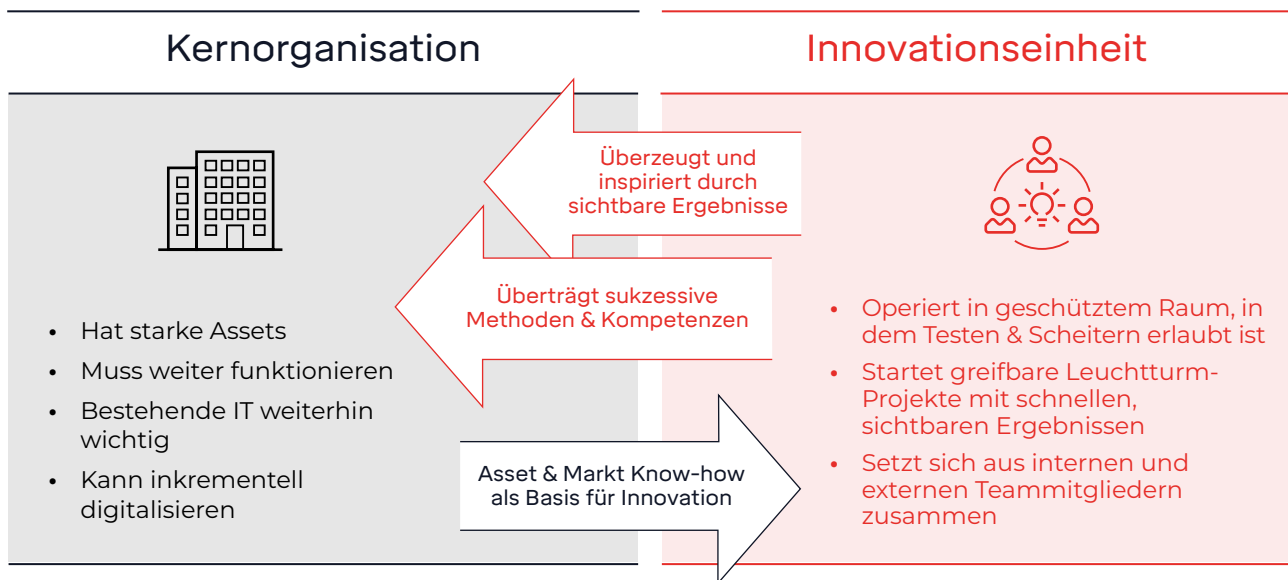 Kernorganisation
Innovationseinheit
Überzeugt und
inspiriert durch
sichtbare Ergebnisse
Überträgt sukzessive
Methoden & Kompetenzen
• Hat starke Assets
• Muss weiter funktionieren
• Bestehende IT weiterhin
wichtig
• Kann inkrementell
digitalisieren
Asset & Markt Know-how
als Basis für Innovation
• Operiert in geschütztem Raum, in
dem Testen & Scheitern erlaubt ist
• Startet greifbare Leuchtturm-
Projekte mit schnellen,
sichtbaren Ergebnissen
• Setzt sich aus internen und
externen Teammitgliedern
zusammen